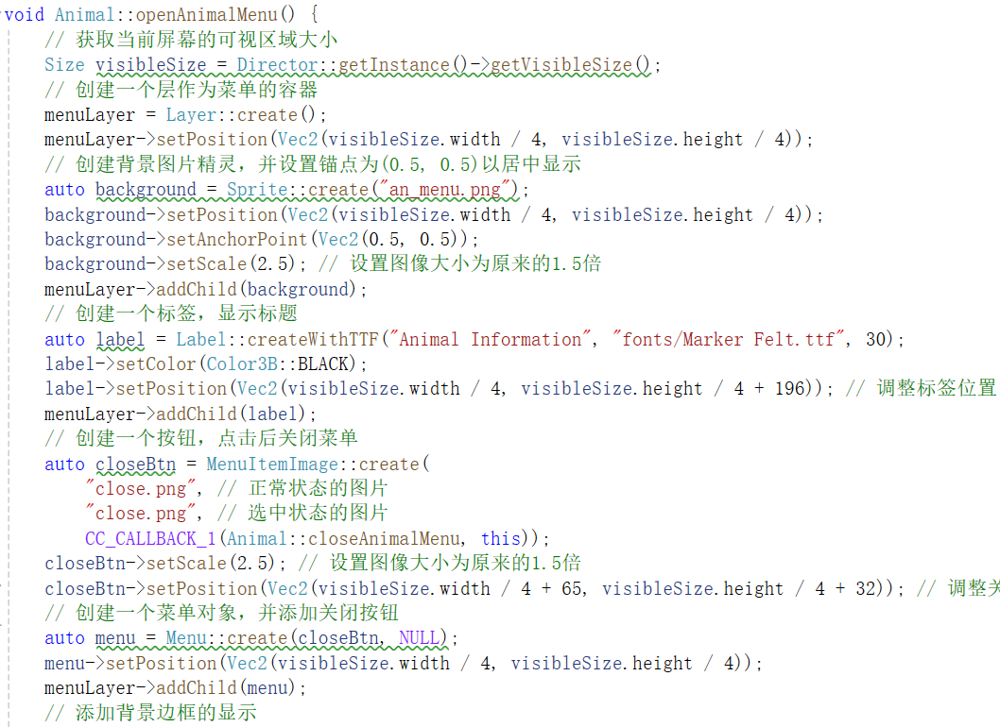 void Animal::openAnimalMenu() {
// 获取当前屏幕的可视区域大小
Size visibleSize = Director::getInstance()->getVisibleSize();
// 创建一个层作为菜单的容器
menuLayer = Layer::create();
menuLayer->setPosition(Vec2(visibleSize.width / 4, visibleSize.height / 4));
// 创建背景图片精灵，并设置锚点为(0.5, 0.5)以居中显示
auto background = Sprite::create("an_menu.png");
background->setPosition(Vec2(visibleSize.width / 4, visibleSize.height / 4));
background->setAnchorPoint(Vec2(0.5, 0.5));
background->setScale(2.5); // 设置图像大小为原来的1.5倍
menuLayer->addChild(background);
// 创建一个标签，显示标题
auto label = Label::createWithTTF("Animal Information", "fonts/Marker Felt.ttf", 30);
label->setColor(Color3B::BLACK);
label->setPosition(Vec2(visibleSize.width / 4, visibleSize.height / 4 + 196)); // 调整标签位置
menuLayer->addChild(label);
// 创建一个按钮，点击后关闭菜单
auto closeBtn = MenuItemImage::create(
"close.png", // 正常状态的图片
"close.png", // 选中状态的图片
CC_CALLBACK_1(Animal::closeAnimalMenu, this));
closeBtn->setScale(2.5); // 设置图像大小为原来的1.5倍
closeBtn->setPosition(Vec2(visibleSize.width / 4 + 65, visibleSize.height / 4 + 32)); // 调整关
// 创建一个菜单对象，并添加关闭按钮
auto menu = Menu::create(closeBtn, NULL);
menu->setPosition(Vec2(visibleSize.width / 4, visibleSize.height / 4));
menuLayer->addChild(menu);
// 添加背景边框的显示